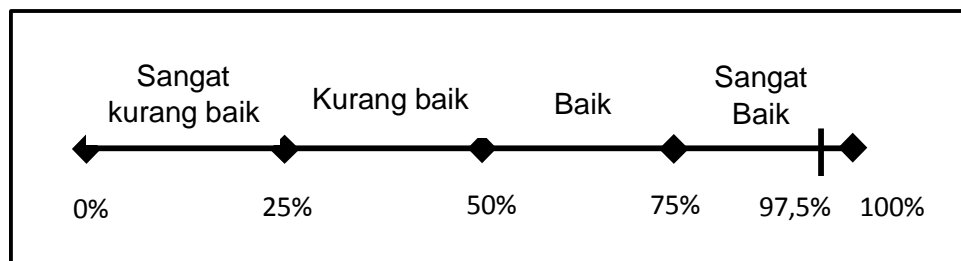 Sangat
kurang baik
Kurang baik
Baik
Sangat
Baik
0%
25%
50%
75%
97,5%
100%